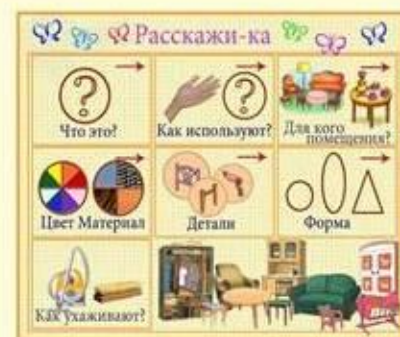 Расскажи-ка
?
?
Что это?
Как используют?
Для кого
помещения?
Цвет Материал
Детали
Форма
Как ухаживают?